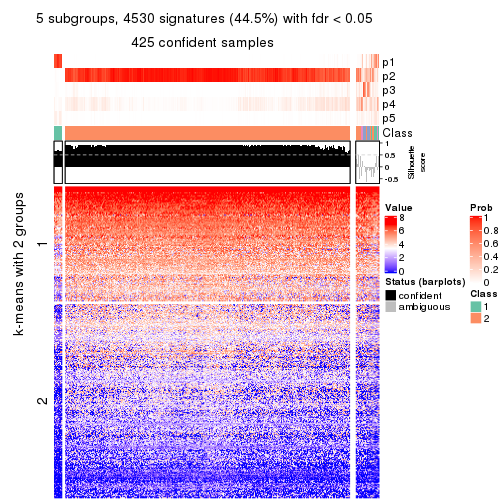 5 subgroups, 4530 signatures (44.5%) with fdr < 0.05
425 confident samples
p1
p2
p3
p4
p5
Class
1
0.5
0
-0.5
Silhouette
score
k-means with 2 groups
1
2
Value
8
6
4
2
0
Status (barplots)
confident
ambiguous
Prob
1
0.8
0.6
0.4
0.2
0
Class
1
2